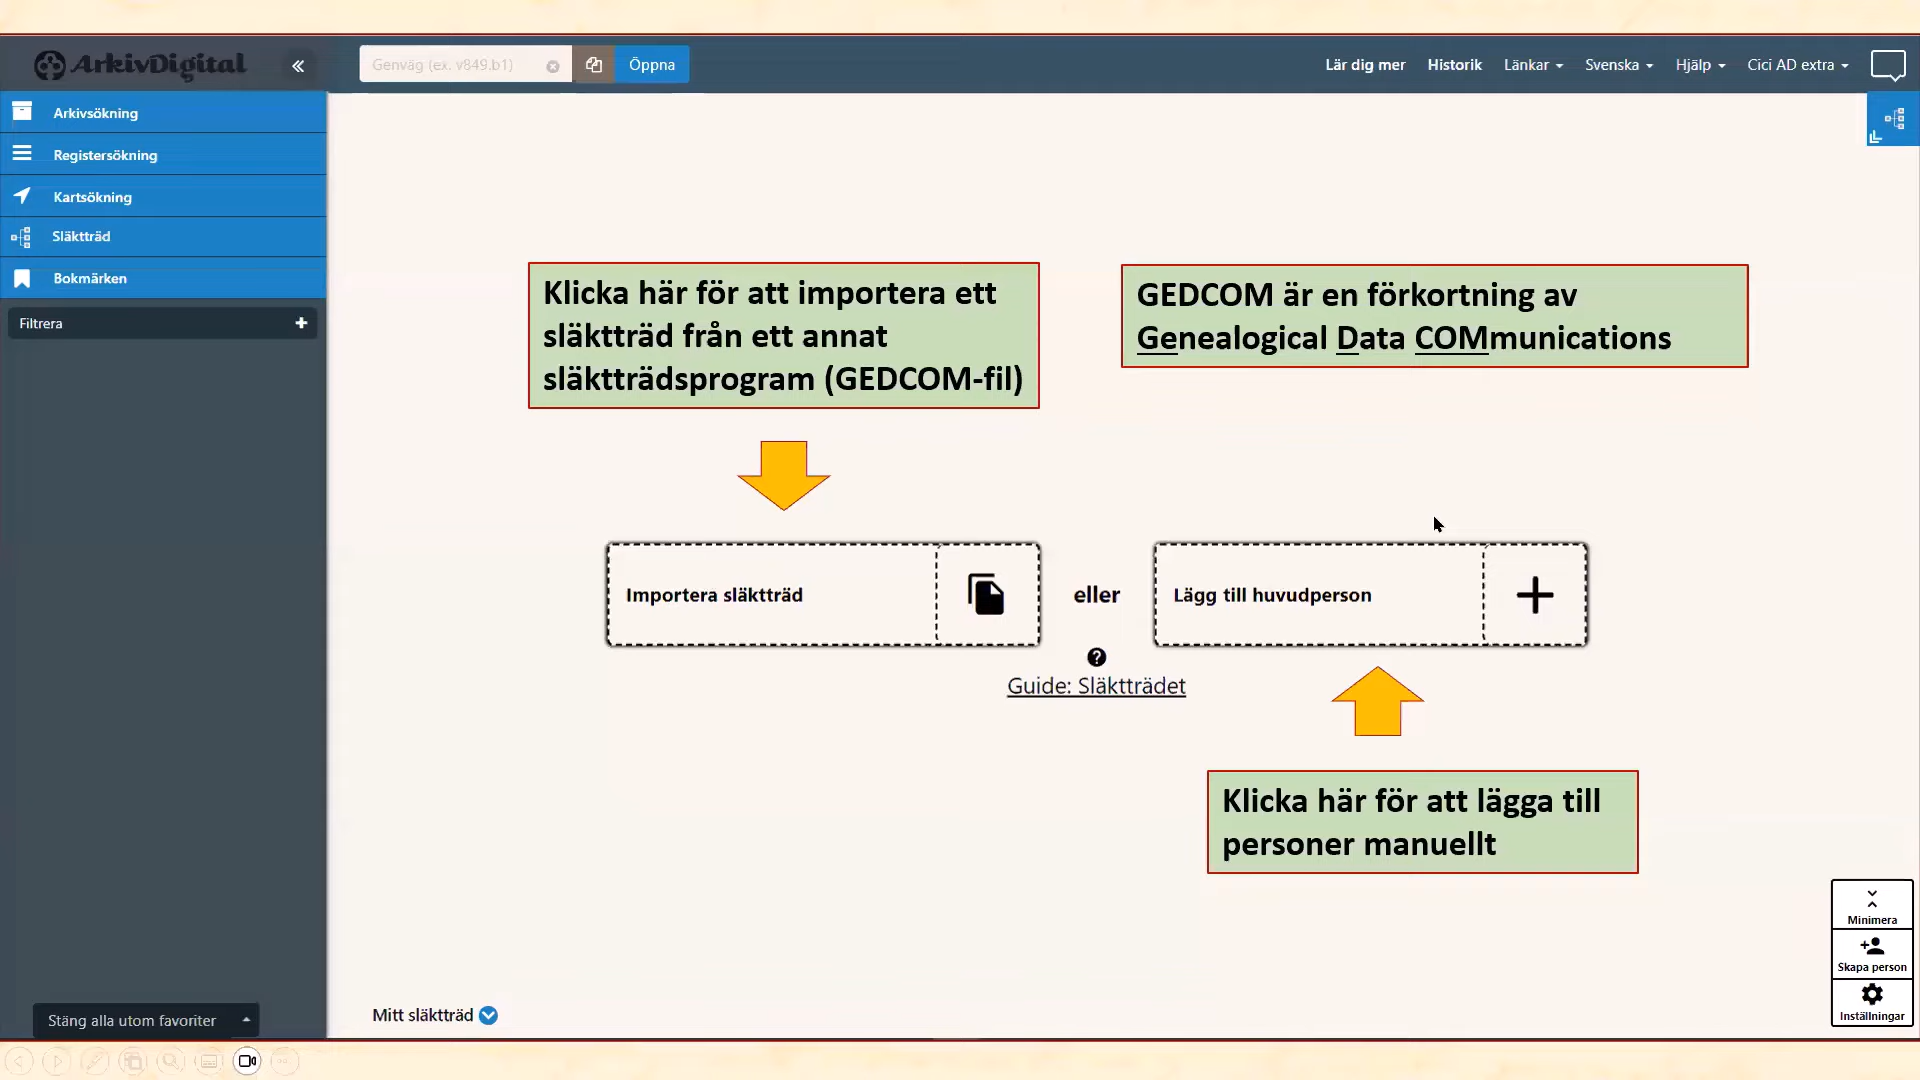 ArkivDigital
Genväg (ex. v849.b1)
Öppna
Lär dig mer
Historik
Länkar
Svenska
Hjälp
Cici AD extra
Arkivsökning
Registersökning
Kartsökning
Släktträd
Bokmärken
Filtrera
Klicka här för att importera ett
släktträd från ett annat
släktträdsprogram (GEDCOM-fil)
GEDCOM är en förkortning av
Genealogical Data COMmunications
Importera släktträd
eller
Lägg till huvudperson
Guide: Släktträdet
Klicka här för att lägga till
personer manuellt
Minimera
Skapa person
Inställningar
Mitt släktträd
Stäng alla utom favoriter